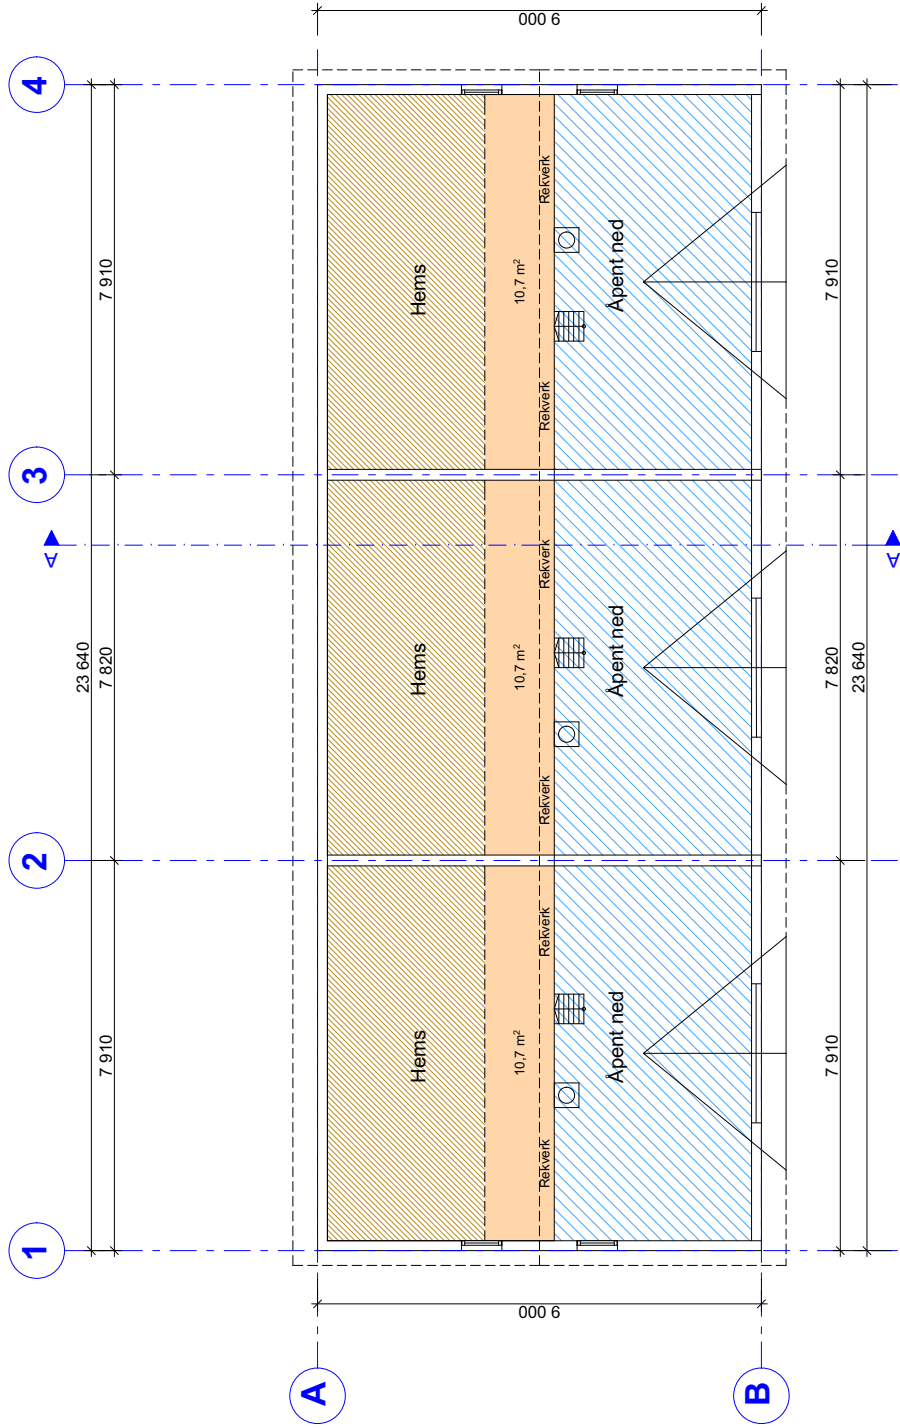 1
2
3
4
23 640
7 910
7 820
7 910
A
A
B
9 000
9 000
Hems
Hems
Hems
10,7 m²
10,7 m²
10,7 m²
Rekverk
Rekverk
Rekverk
Rekverk
Rekverk
Rekverk
Åpent ned
Åpent ned
Åpent ned
7 910
7 820
7 910
23 640
A